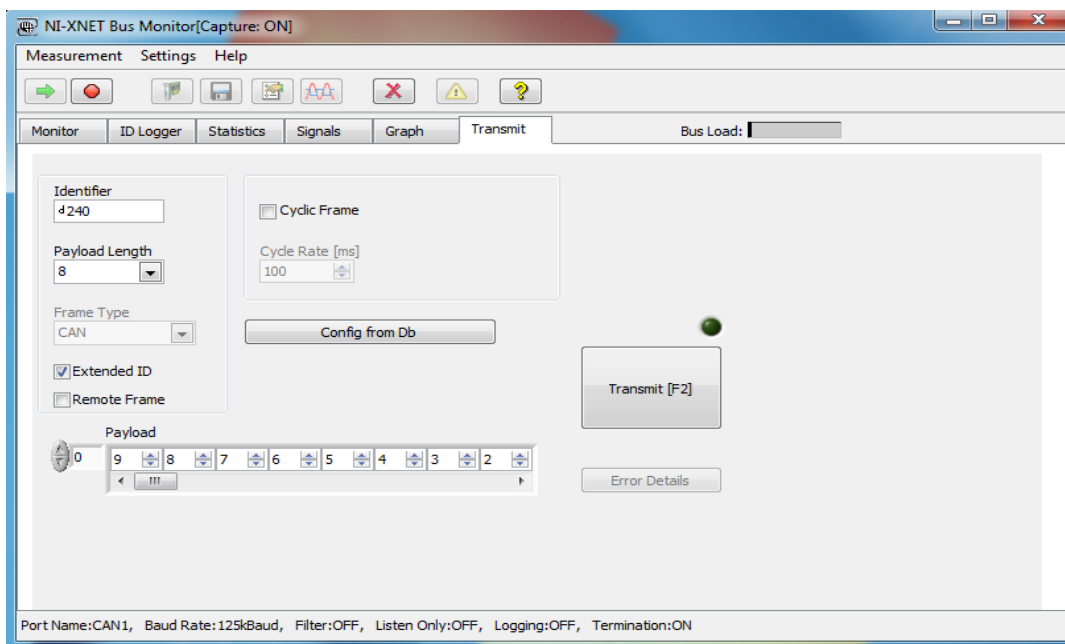 NI-XNET Bus Monitor[Capture: ON]
Measurement Settings Help
Monitor ID Logger Statistics Signals Graph Transmit Bus Load:
Identifier
d240
Cyclic Frame
Payload Length
8
Cycle Rate [ms]
100
Frame Type
CAN
Config from Db
Extended ID
Remote Frame
Transmit [F2]
Payload
0 9 8 7 6 5 4 3 2
Error Details
Port Name:CAN1, Baud Rate:125kBaud, Filter:OFF, Listen Only:OFF, Logging:OFF, Termination:ON